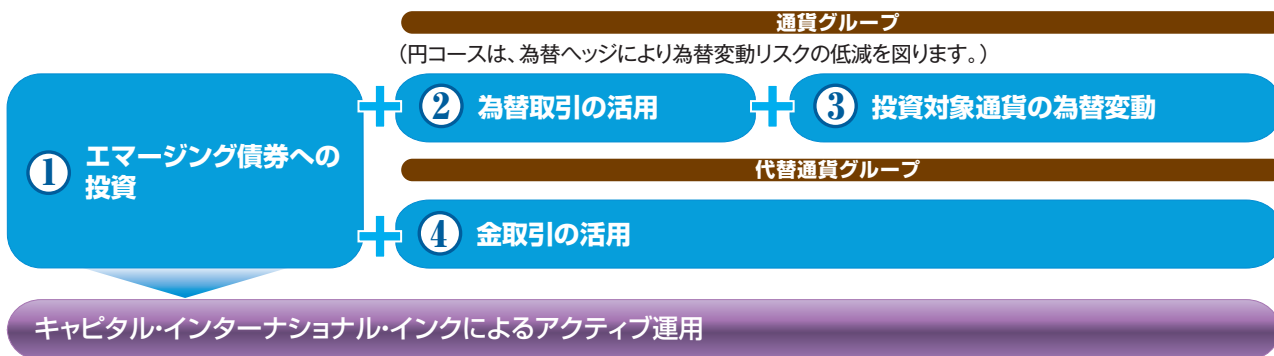 通貨グループ
(円コースは、為替ヘッジにより為替変動リスクの低減を図ります。)
① エマージング債券への
投資
② 為替取引の活用
③ 投資対象通貨の為替変動
代替通貨グループ
④ 金取引の活用
キャピタル・インターナショナル・インクによるアクティブ運用